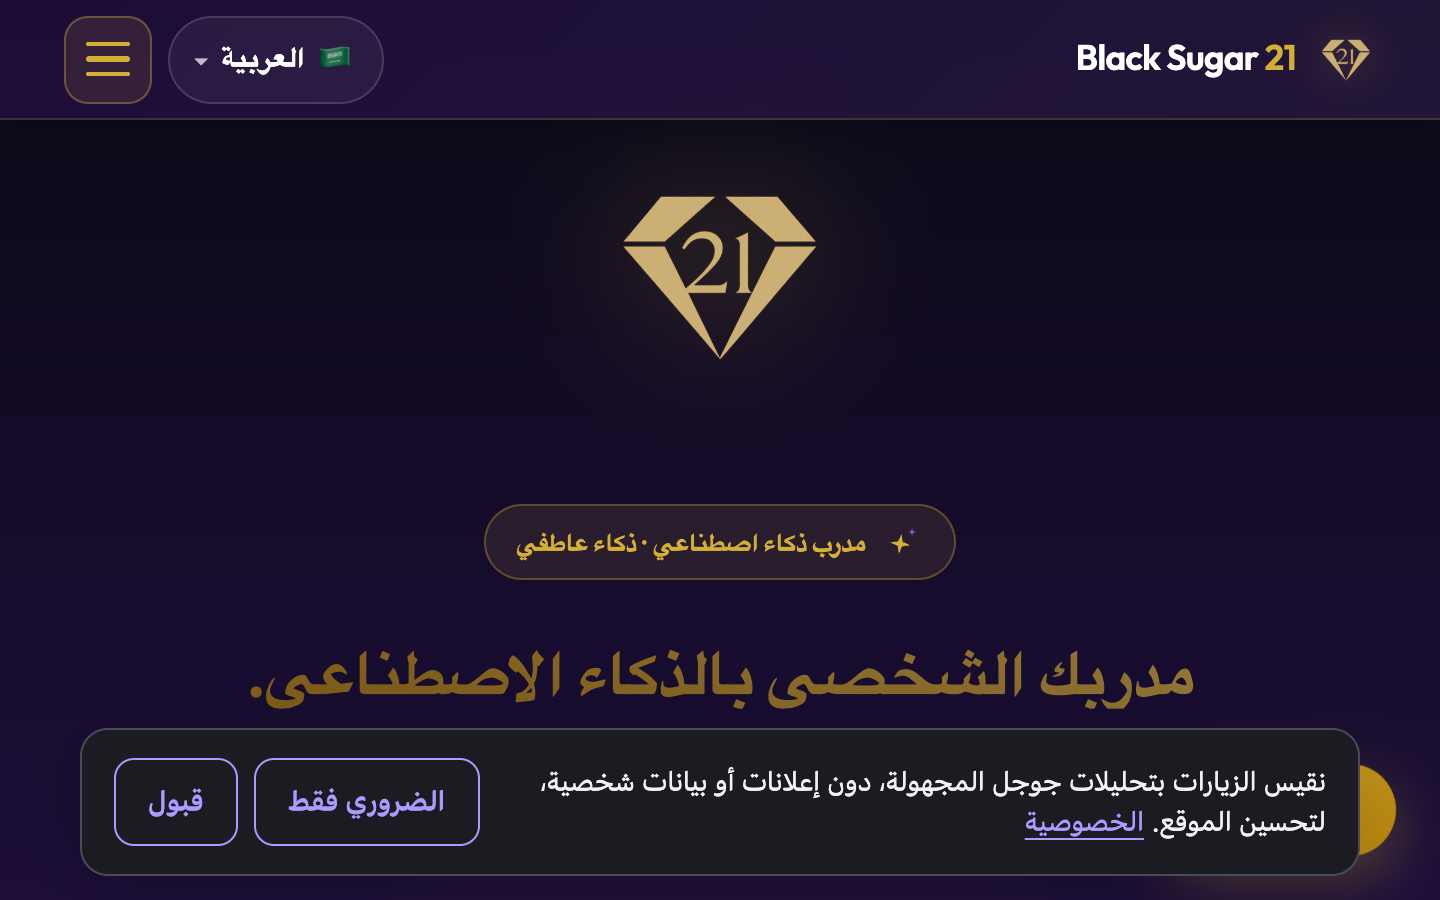 Black Sugar 21
21
العربية
21
مدرب ذكاء اصطناعي · ذكاء عاطفي
مدربك الشخصي بالذكاء الاصطناعي.
نقيس الزيارات بتحليلات جوجل المجهولة، دون إعلانات أو بيانات شخصية،
لتحسين الموقع. الخصوصية
الضروري فقط
قبول